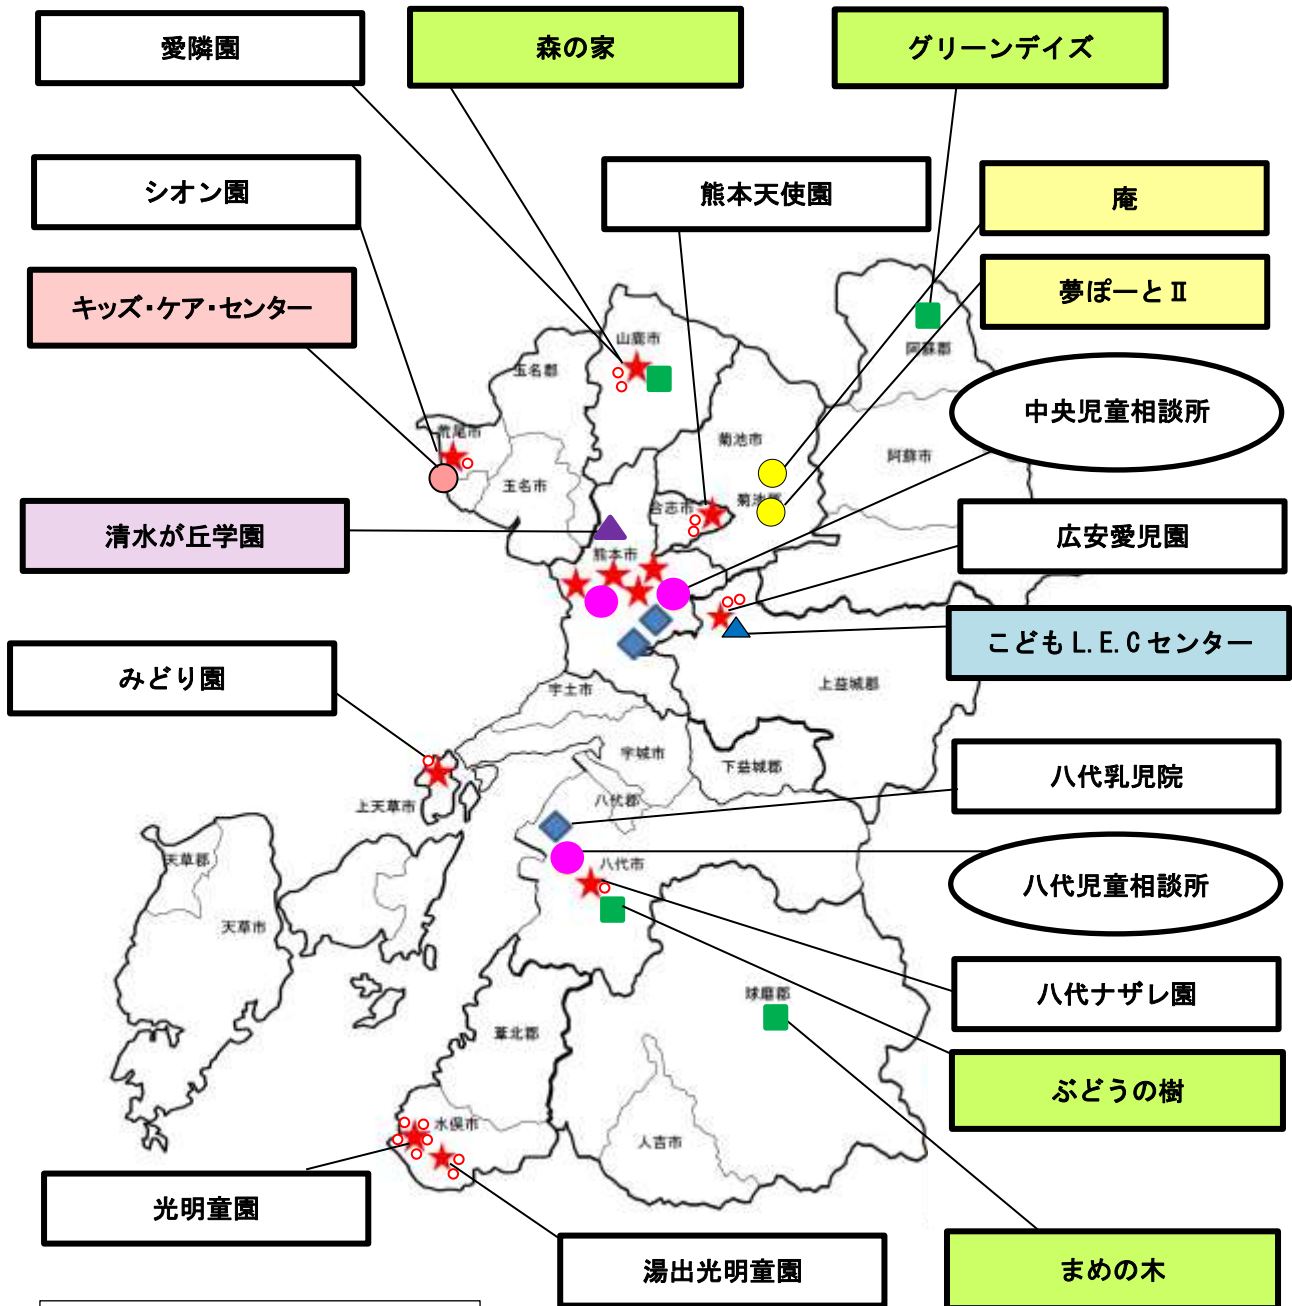 愛隣園
森の家
グリーンデイズ
シオン園
熊本天使園
庵
キッズ・ケア・センター
夢ぽーとⅡ
山鹿市
阿蘇郡
玉名郡
中央児童相談所
荒尾市
菊池市
阿蘇市
玉名市
合志市
菊池郡
清水が丘学園
広安愛児園
熊本市
こどもL.E.Cセンター
みどり園
宇土市
上益城郡
宇城市
下益城郡
八代乳児院
上天草市
八代郡
天草郡
八代市
八代児童相談所
天草市
八代ナザレ園
球磨郡
葦北郡
ぶどうの樹
水俣市
人吉市
光明童園
湯出光明童園
まめの木